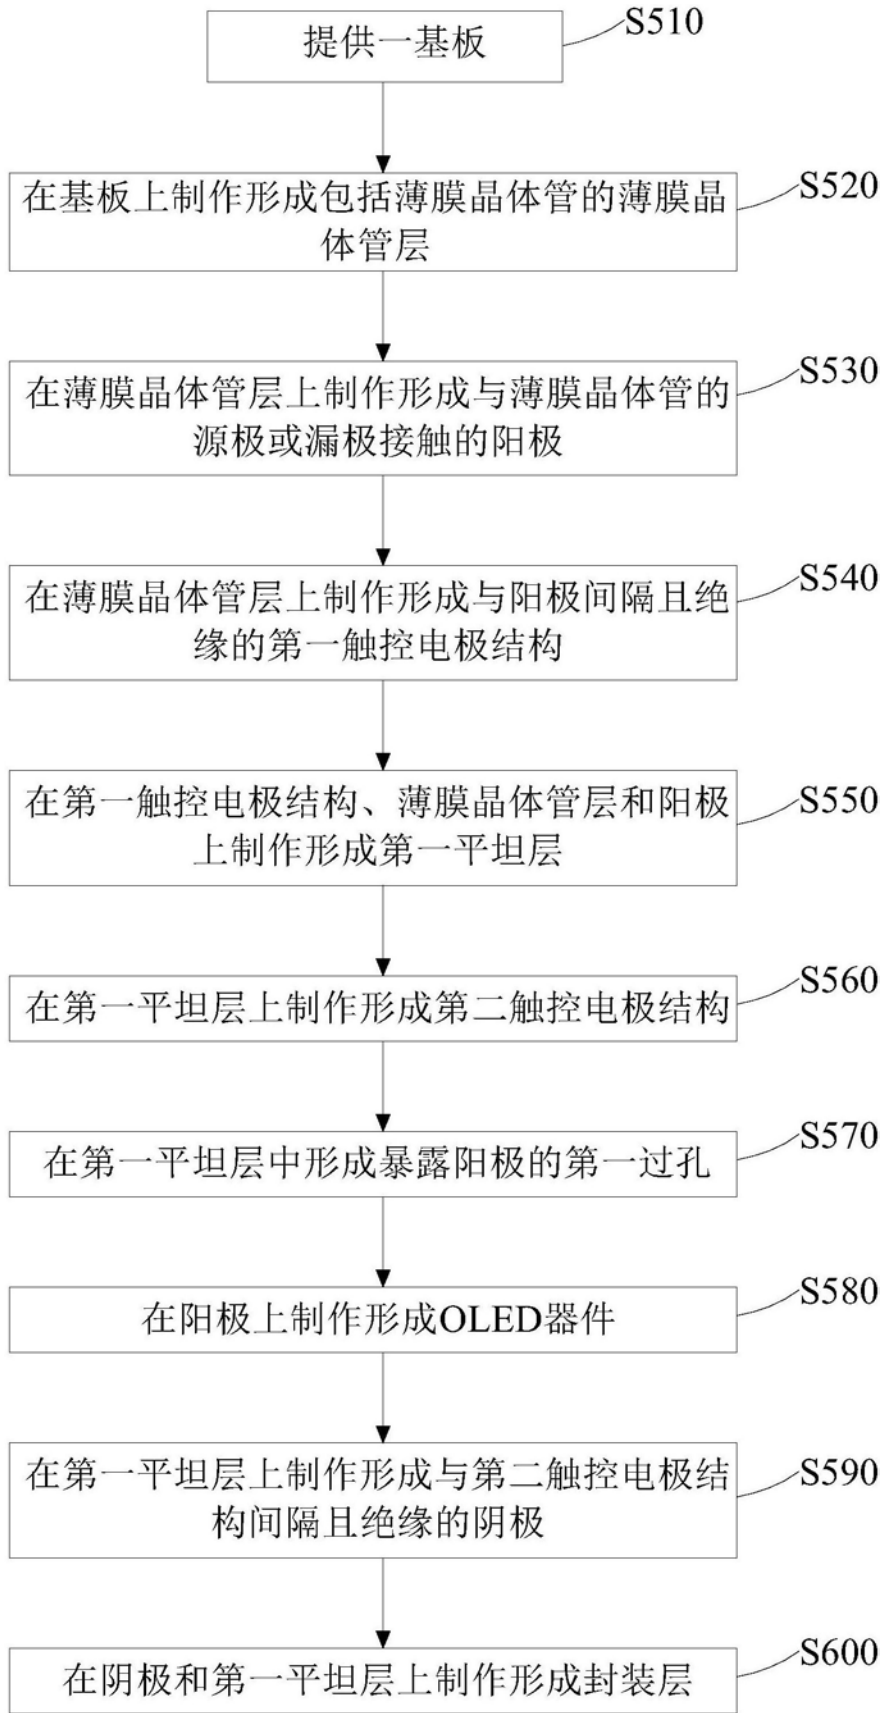 提供一基板
S510
在基板上制作形成包括薄膜晶体管的薄膜晶
体管层
S520
在薄膜晶体管层上制作形成与薄膜晶体管的
源极或漏极接触的阳极
S530
在薄膜晶体管层上制作形成与阳极间隔且绝
缘的第一触控电极结构
S540
在第一触控电极结构、薄膜晶体管层和阳极
上制作形成第一平坦层
S550
在第一平坦层上制作形成第二触控电极结构
S560
在第一平坦层中形成暴露阳极的第一过孔
S570
在阳极上制作形成OLED器件
S580
在第一平坦层上制作形成与第二触控电极结
构间隔且绝缘的阴极
S590
在阴极和第一平坦层上制作形成封装层
S600